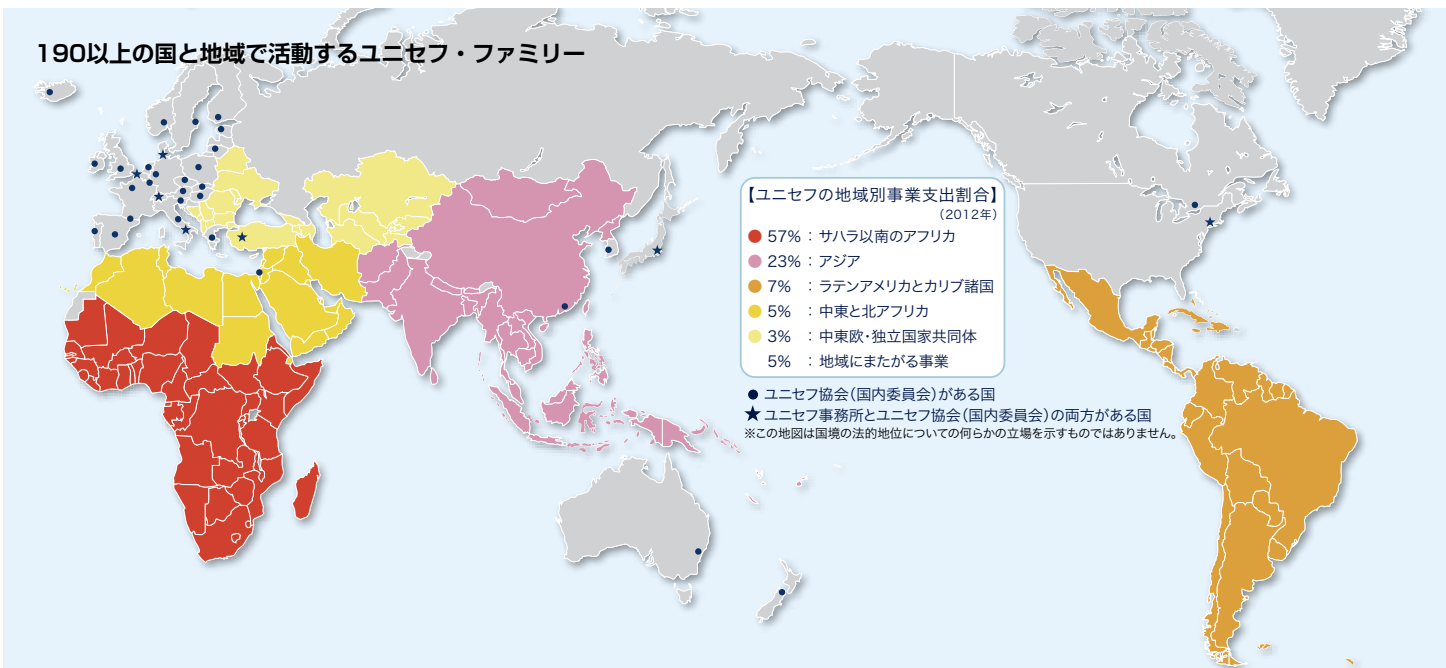 190以上の国と地域で活動するユニセフ・ファミリー
【ユニセフの地域別事業支出割合】
(2012年)
57% : サハラ以南のアフリカ
23% : アジア
7% : ラテンアメリカとカリブ諸国
5% : 中東と北アフリカ
3% : 中東欧・独立国家共同体
5% : 地域にまたがる事業
● ユニセフ協会(国内委員会)がある国
★ ユニセフ事務所とユニセフ協会(国内委員会)の両方がある国
※この地図は国境の法的地位についての何らかの立場を示すものではありません。